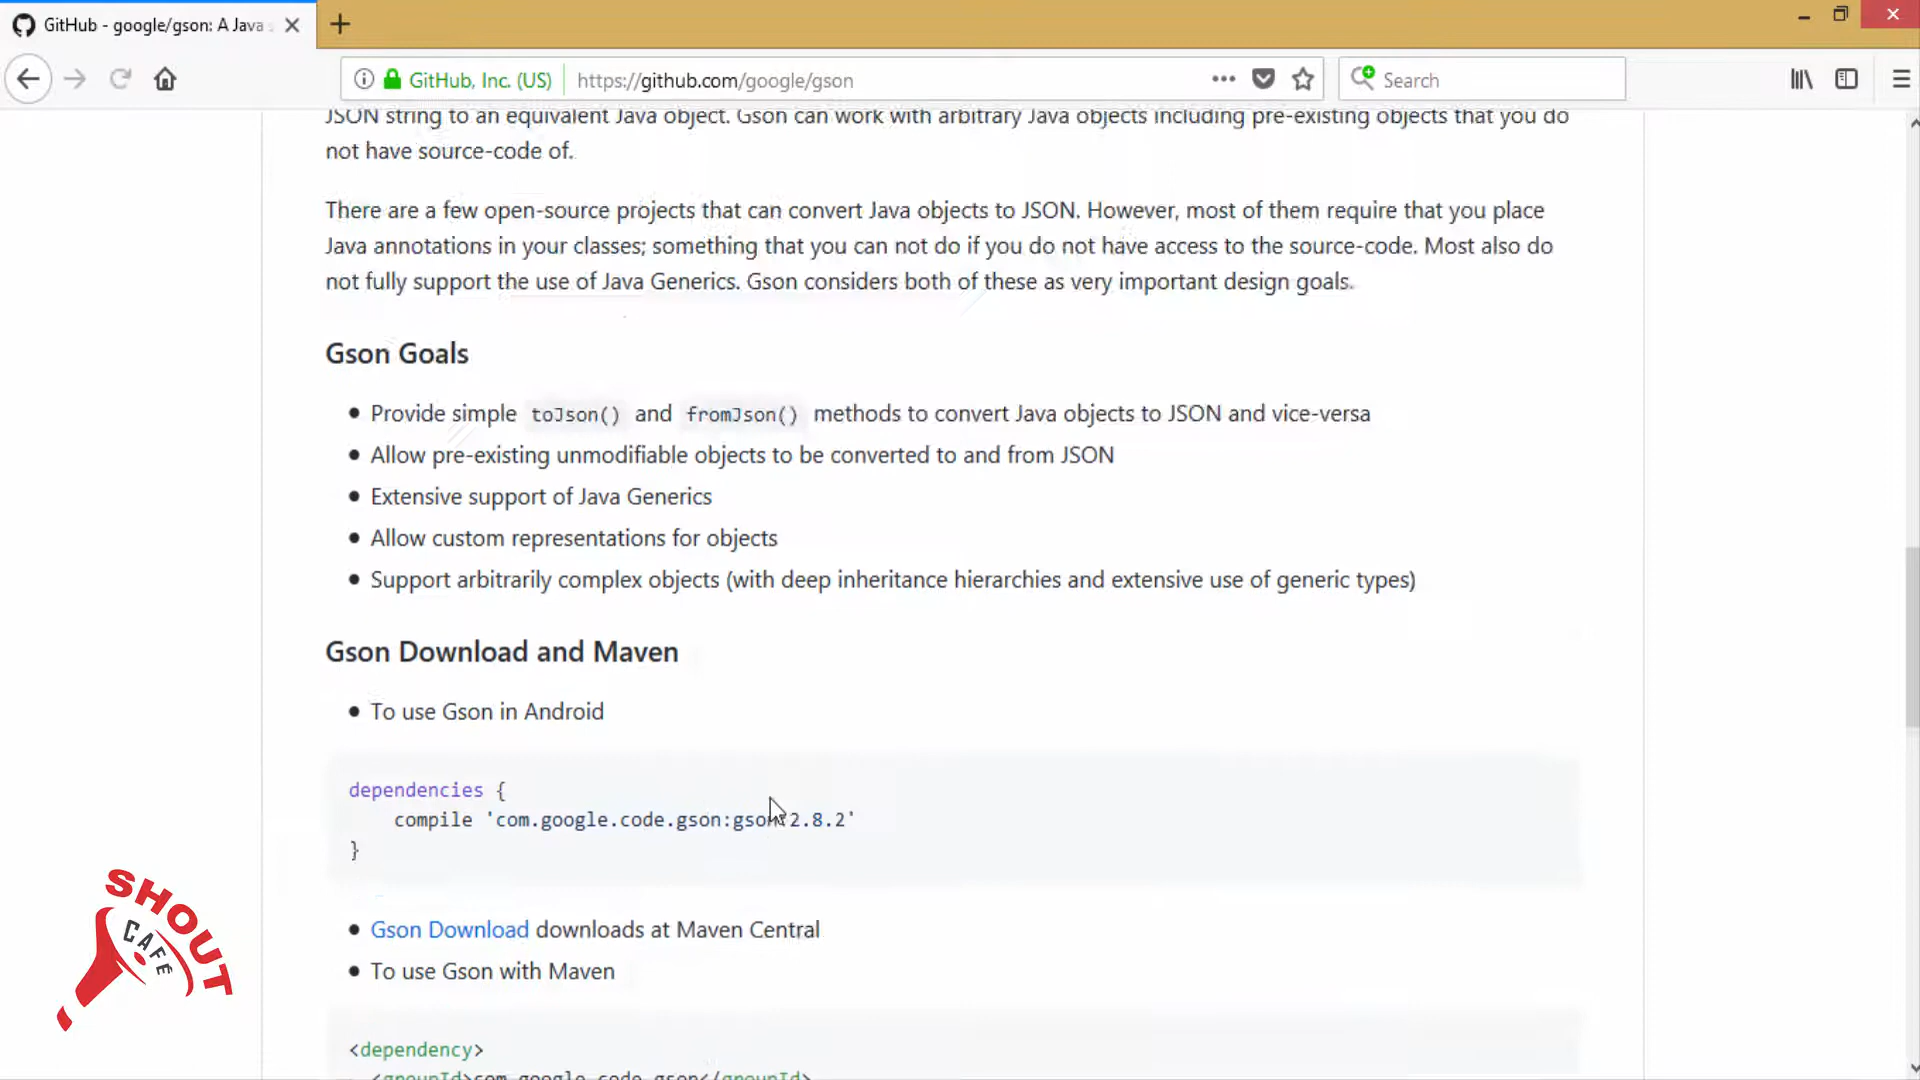 GitHub - google/gson: A Java s
GitHub, Inc. (US) https://github.com/google/gson Search
JSON string to an equivalent Java object. Gson can work with arbitrary Java objects including pre-existing objects that you do
not have source-code of.
There are a few open-source projects that can convert Java objects to JSON. However, most of them require that you place
Java annotations in your classes; something that you can not do if you do not have access to the source-code. Most also do
not fully support the use of Java Generics. Gson considers both of these as very important design goals.
Gson Goals
• Provide simple toJson() and fromJson() methods to convert Java objects to JSON and vice-versa
• Allow pre-existing unmodifiable objects to be converted to and from JSON
• Extensive support of Java Generics
• Allow custom representations for objects
• Support arbitrarily complex objects (with deep inheritance hierarchies and extensive use of generic types)
Gson Download and Maven
• To use Gson in Android
dependencies {
compile 'com.google.code.gson:gson:2.8.2'
}
• Gson Download downloads at Maven Central
• To use Gson with Maven
<dependency>
<groupId>com.google.code.gson</groupId>
SHOUT
CAFÉ